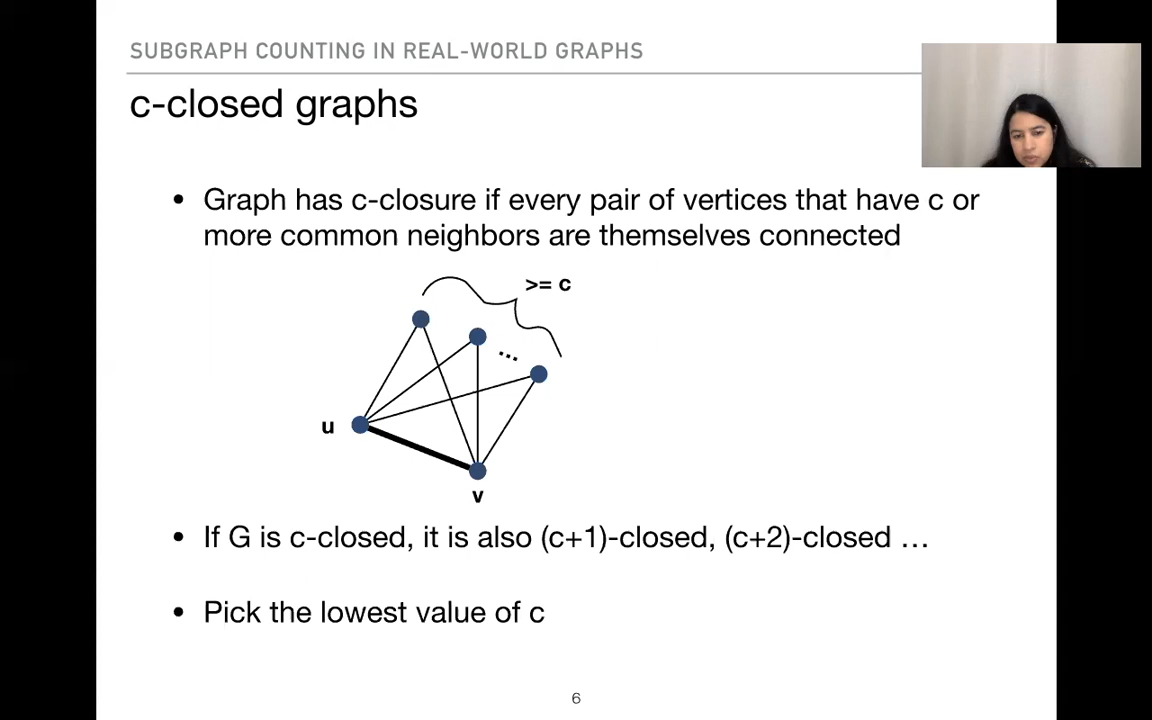 SUBGRAPH COUNTING IN REAL-WORLD GRAPHS
c-closed graphs
• Graph has c-closure if every pair of vertices that have c or
more common neighbors are themselves connected
>= c
...
u
v
• If G is c-closed, it is also (c+1)-closed, (c+2)-closed …
• Pick the lowest value of c
6